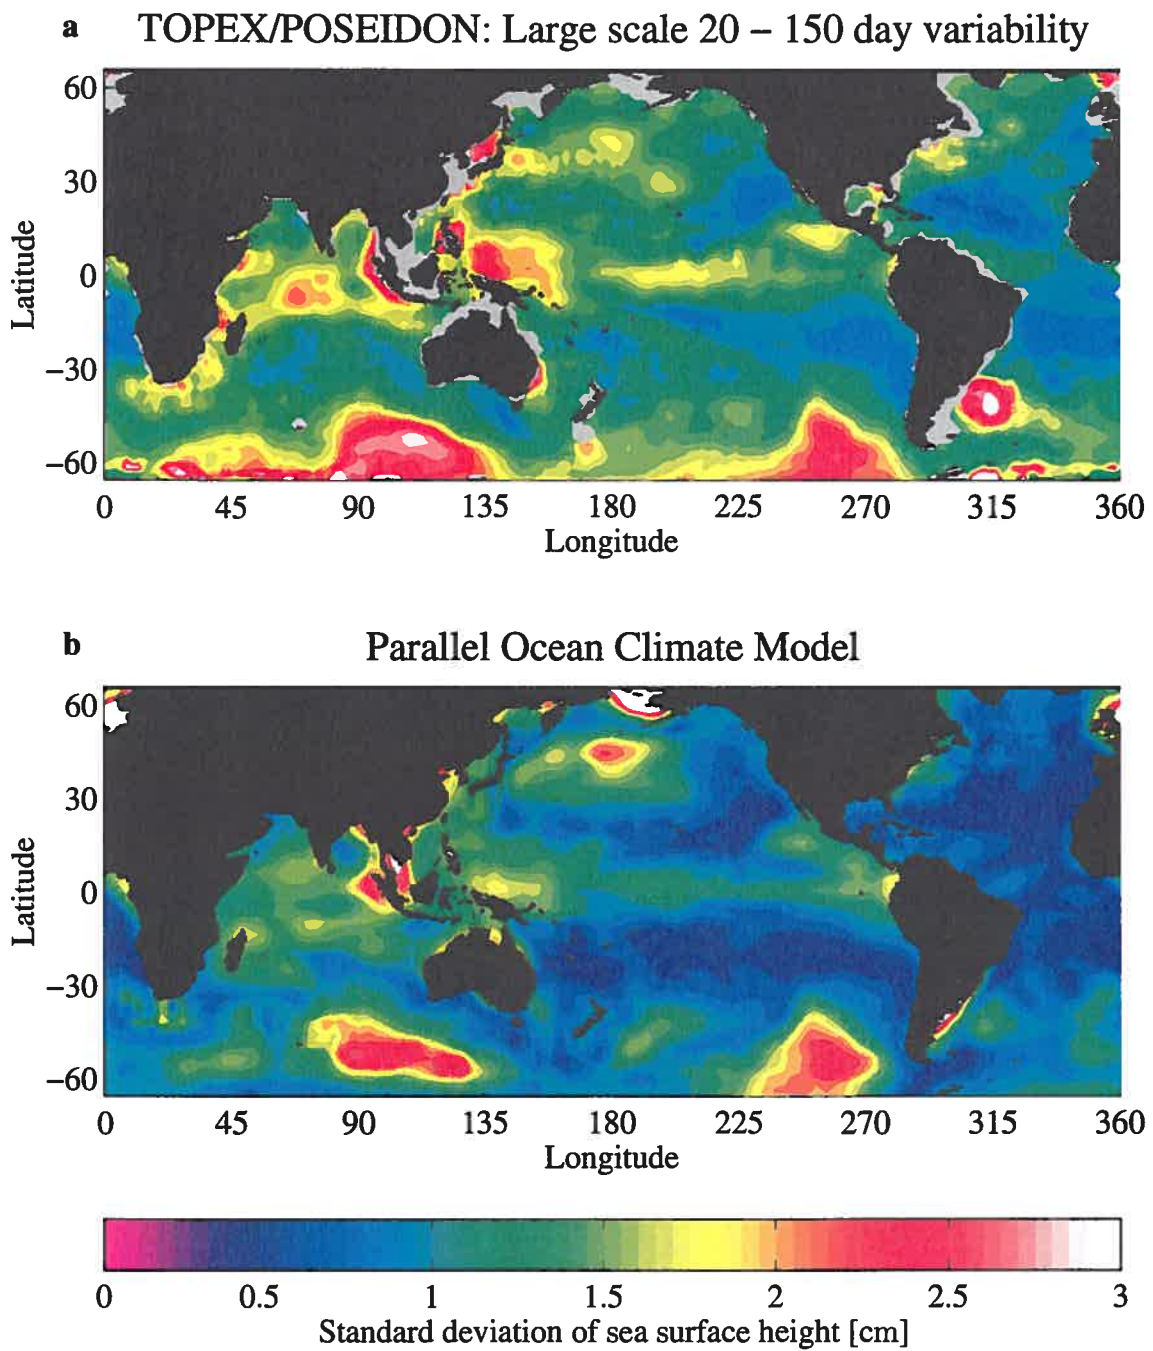 a TOPEX/POSEIDON: Large scale 20 – 150 day variability
60
30
0
−30
−60
Latitude
0 45 90 135 180 225 270 315 360
Longitude
b Parallel Ocean Climate Model
60
30
0
−30
−60
Latitude
0 45 90 135 180 225 270 315 360
Longitude
0 0.5 1 1.5 2 2.5 3
Standard deviation of sea surface height [cm]